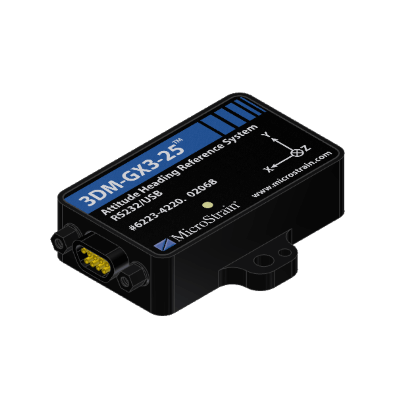 3DM-GX3-25™
Attitude Heading Reference System
RS232/USB
#6223-4220. 02068
MicroStrain®
Y
X
Z
www.microstrain.com